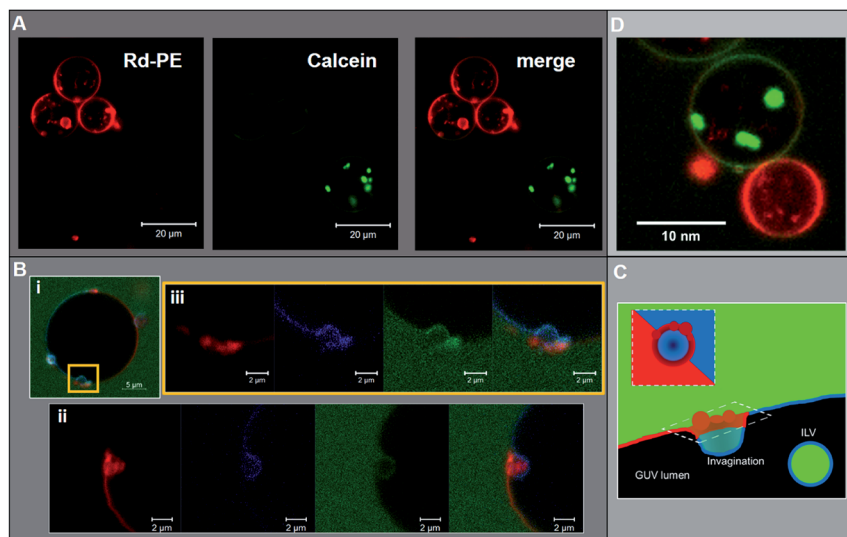 A
Rd-PE
Calcein
merge
20 µm
20 µm
20 µm
D
10 nm
B
i
5 µm
iii
2 µm
2 µm
2 µm
2 µm
ii
2 µm
2 µm
2 µm
2 µm
C
ILV
Invagination
GUV lumen